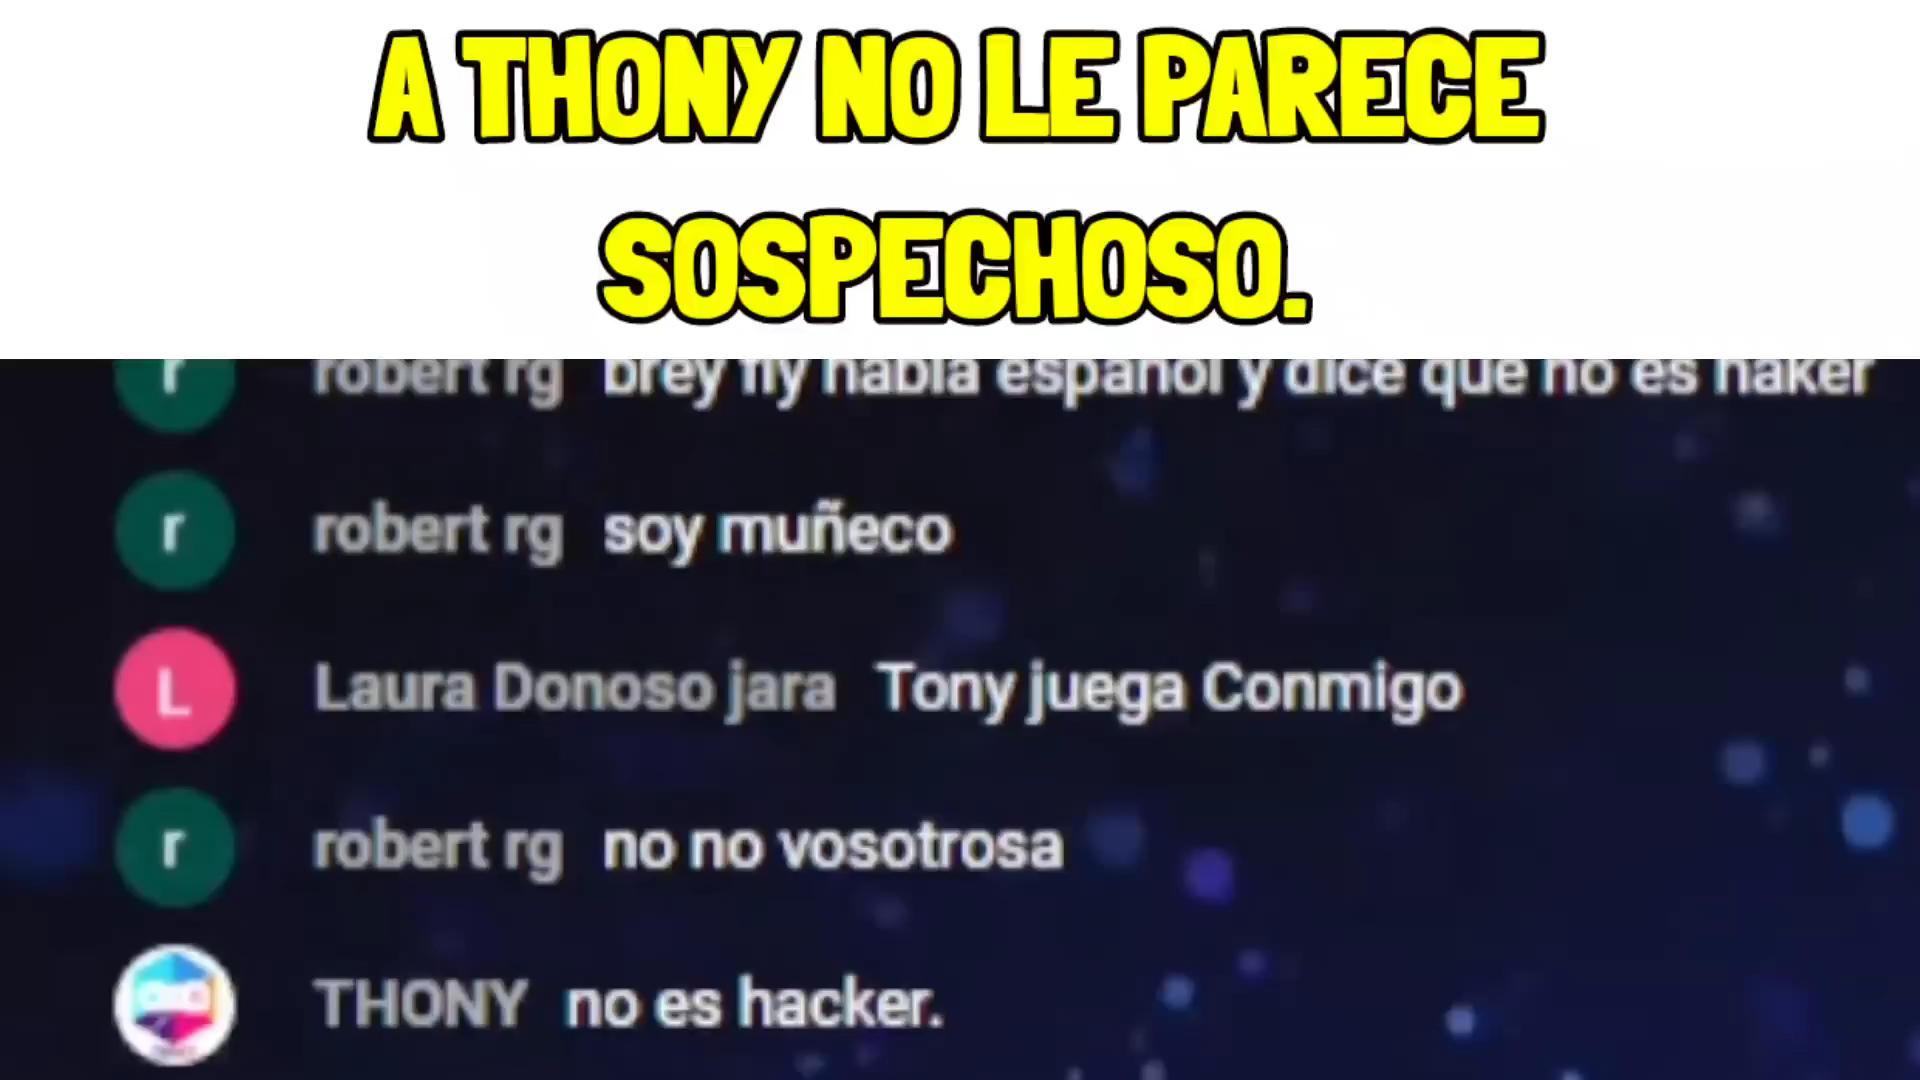 A THONY NO LE PARECE
SOSPECHOSO.
r robert rg brey fly habla español y dice que no es haker
r robert rg soy muñeco
L Laura Donoso jara Tony juega Conmigo
r robert rg no no vosotrosa
THONY no es hacker.